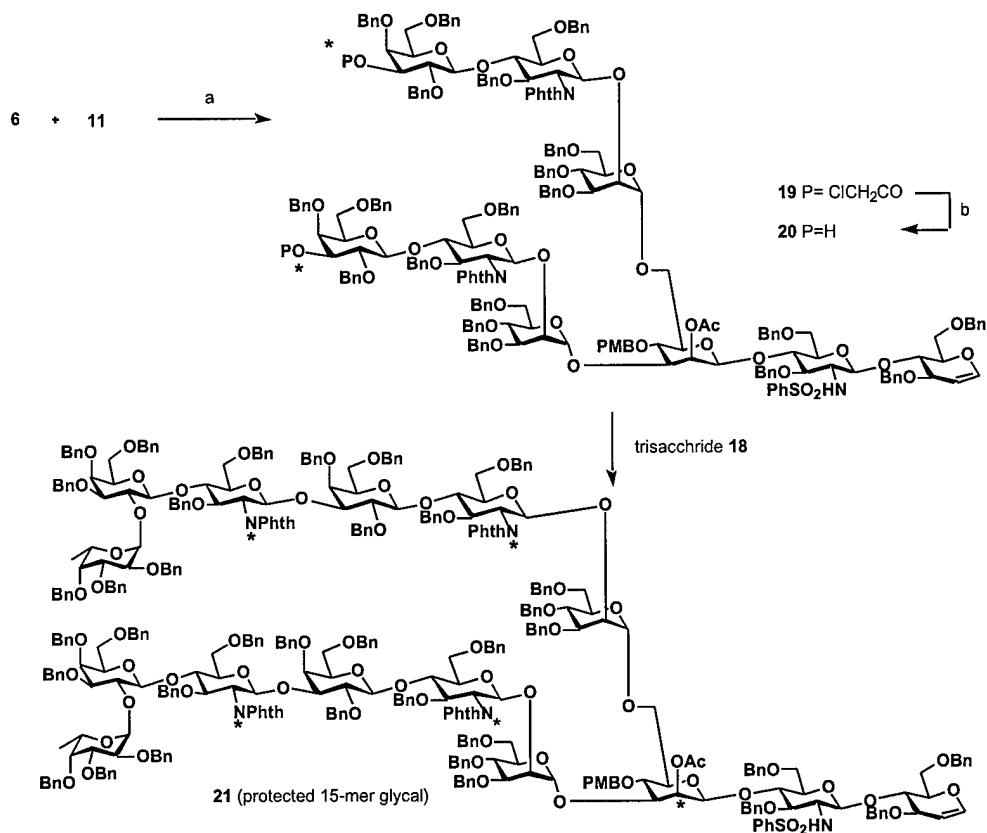 BnO OBn
OBn
*
PO O O O
O
BnO
BnO PhthN
a
6 + 11
BnO
BnO O
BnO
19 P= ClCH2CO
b
20 P=H
BnO OBn
OBn
PO O O O
*
BnO
BnO PhthN
O
O
BnO
BnO O
BnO
OAc
PMBO O
O
BnO
O O
BnO
PhSO2HN
OBn
O
BnO
trisacchride 18
BnO OBn
OBn
BnO OBn
OBn
BnO O O O O O O O
BnO
NPhth
*
BnO
BnO PhthN
*
O
O
O OBn
OBn
BnO
BnO
BnO O
BnO
O
O
BnO OBn
OBn
BnO OBn
OBn
BnO O O O O O O O
BnO
NPhth
*
BnO
BnO PhthN
*
O
O
O OBn
OBn
BnO
BnO
BnO O
BnO
O
OAc
PMBO O
*
BnO
O O
BnO
PhSO2HN
OBn
O
BnO
21 (protected 15-mer glycal)